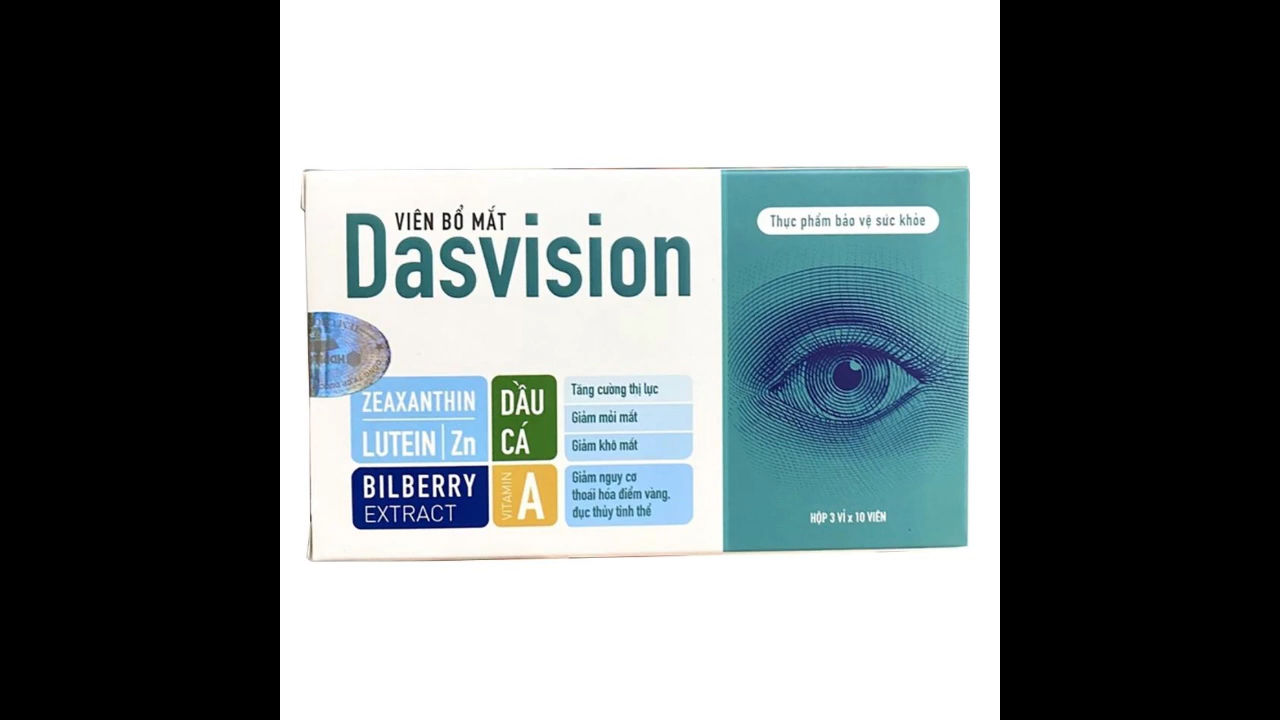 VIÊN BỔ MẮT
Dasvision
ZEAXANTHIN
LUTEIN | Zn
BILBERRY
EXTRACT
DẦU
CÁ
VITAMIN
A
Tăng cường thị lực
Giảm mỏi mắt
Giảm khô mắt
Giảm nguy cơ
thoái hóa điểm vàng,
đục thủy tinh thể
Thực phẩm bảo vệ sức khỏe
HỘP 3 VỈ x 10 VIÊN